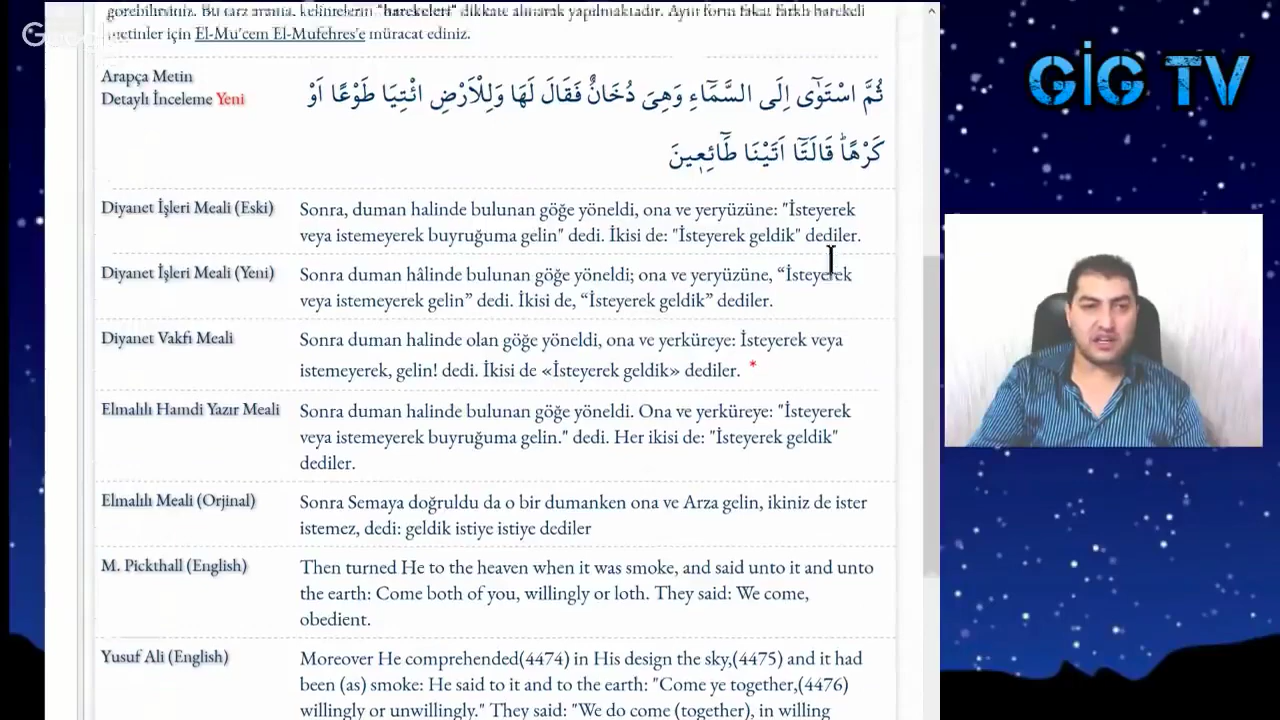 görebilirsiniz. Bu tarz arama, kelimelerin "harekeleri" dikkate alınarak yapılmaktadır. Aynı form fakat farklı harekeli
metinler için El-Mu'cem El-Mufehres'e müracat ediniz.
Google
GİG TV
Arapça Metin
Detaylı İnceleme Yeni
ثُمَّ اسْتَوٰٓى اِلَى السَّمَٓاءِ وَهِىَ دُخَانٌ فَقَالَ لَهَا وَلِلْاَرْضِ ائْتِيَا طَوْعًا اَوْ
كَرْهًاۜ قَالَتَٓا اَتَيْنَا طَٓائِع۪ينَ
Diyanet İşleri Meali (Eski)
Sonra, duman halinde bulunan göğe yöneldi, ona ve yeryüzüne: "İsteyerek
veya istemeyerek buyruğuma gelin" dedi. İkisi de: "İsteyerek geldik" dediler.
Diyanet İşleri Meali (Yeni)
Sonra duman hâlinde bulunan göğe yöneldi; ona ve yeryüzüne, “İsteyerek
veya istemeyerek gelin” dedi. İkisi de, “İsteyerek geldik” dediler.
Diyanet Vakfı Meali
Sonra duman halinde olan göğe yöneldi, ona ve yerküreye: İsteyerek veya
istemeyerek, gelin! dedi. İkisi de «İsteyerek geldik» dediler. *
Elmalılı Hamdi Yazır Meali
Sonra duman halinde bulunan göğe yöneldi. Ona ve yerküreye: "İsteyerek
veya istemeyerek buyruğuma gelin." dedi. Her ikisi de: "İsteyerek geldik"
dediler.
Elmalılı Meali (Orjinal)
Sonra Semaya doğruldu da o bir dumanken ona ve Arza gelin, ikiniz de ister
istemez, dedi: geldik istiye istiye dediler
M. Pickthall (English)
Then turned He to the heaven when it was smoke, and said unto it and unto
the earth: Come both of you, willingly or loth. They said: We come,
obedient.
Yusuf Ali (English)
Moreover He comprehended(4474) in His design the sky,(4475) and it had
been (as) smoke: He said to it and to the earth: "Come ye together,(4476)
willingly or unwillingly." They said: "We do come (together), in willing